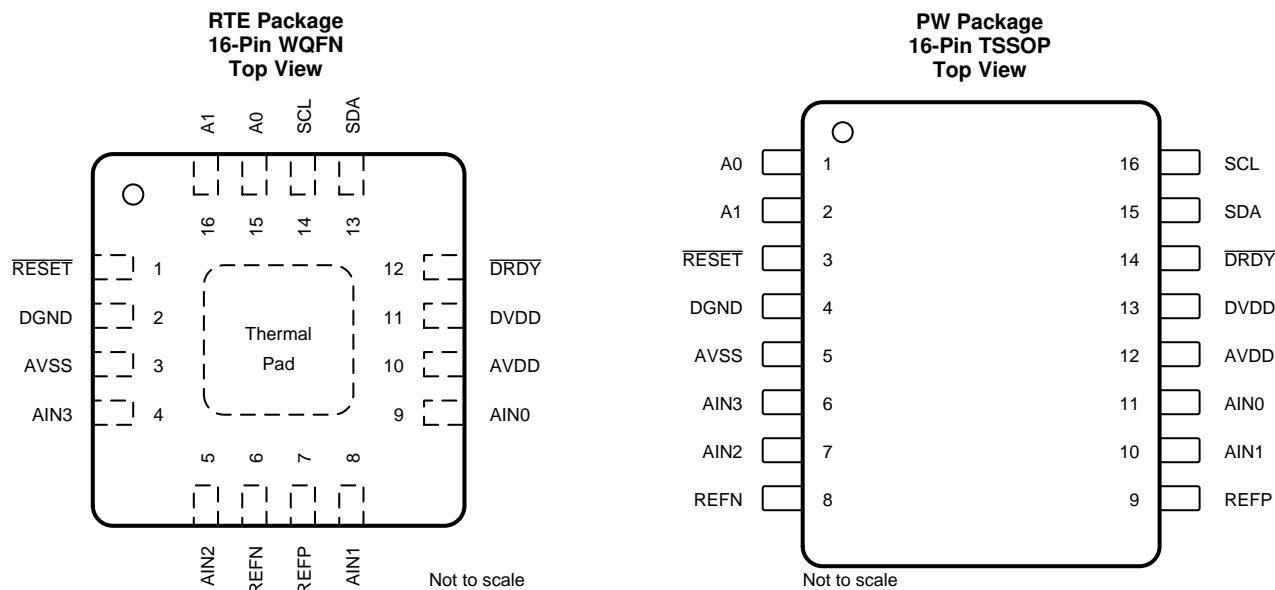 RTE Package
16-Pin WQFN
Top View
A1
A0
SCL
SDA
16
15
14
13
RESET 1
12 DRDY
DGND 2
11 DVDD
AVSS 3
10 AVDD
AIN3 4
9 AIN0
Thermal
Pad
5
6
7
8
AIN2
REFN
REFP
AIN1
Not to scale
PW Package
16-Pin TSSOP
Top View
A0 1 16 SCL
A1 2 15 SDA
RESET 3 14 DRDY
DGND 4 13 DVDD
AVSS 5 12 AVDD
AIN3 6 11 AIN0
AIN2 7 10 AIN1
REFN 8 9 REFP
Not to scale